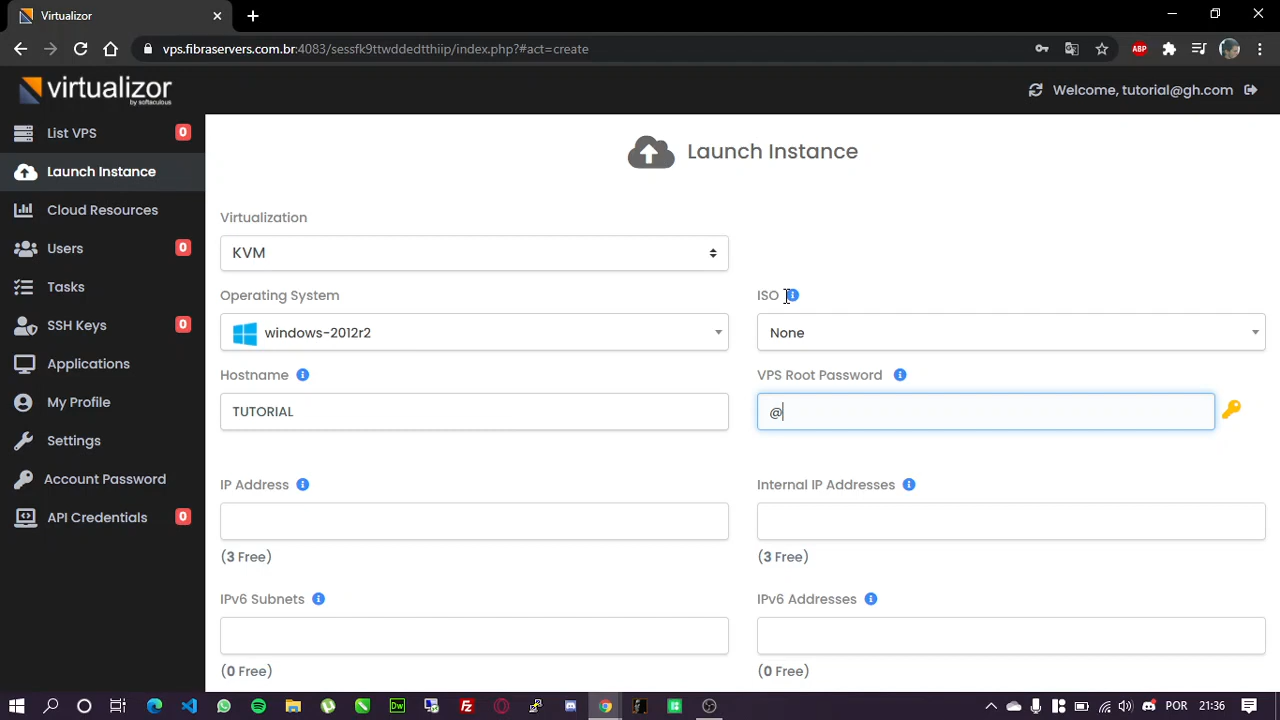 Virtualizor
vps.fibraservers.com.br:4083/sessfk9ttwddedtthiip/index.php?#act=create
ABP
virtualizor
by softaculous
Welcome, tutorial@gh.com
List VPS 0
Launch Instance
Cloud Resources
Users 0
Tasks
SSH Keys 0
Applications
My Profile
Settings
Account Password
API Credentials 0
Launch Instance
Virtualization
KVM
Operating System
ISO
windows-2012r2
None
Hostname
VPS Root Password
TUTORIAL
@
IP Address
Internal IP Addresses
(3 Free)
(3 Free)
IPv6 Subnets
IPv6 Addresses
(0 Free)
(0 Free)
Dw
POR
21:36